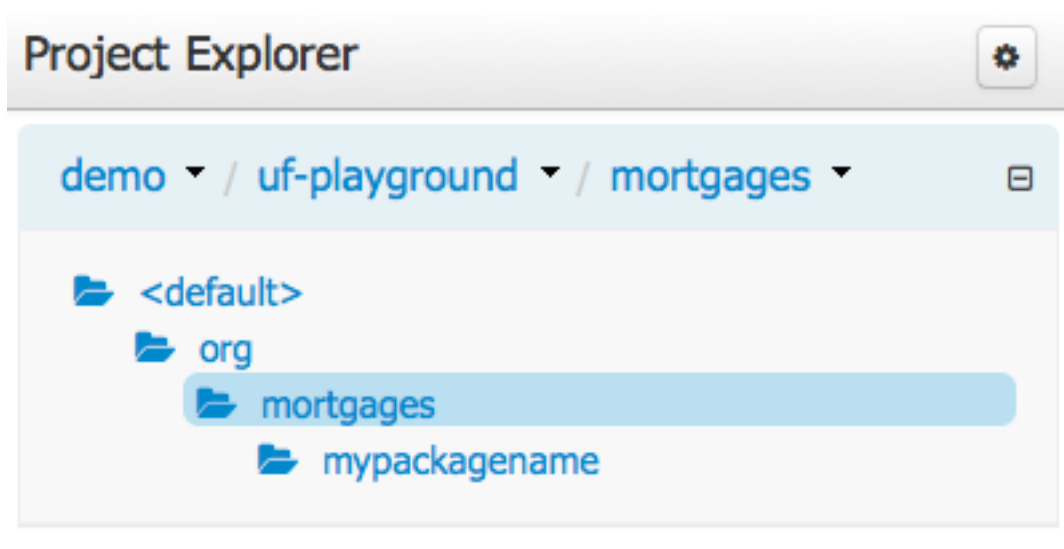 Project Explorer
demo / uf-playground / mortgages
<default>
org
mortgages
mypackagename